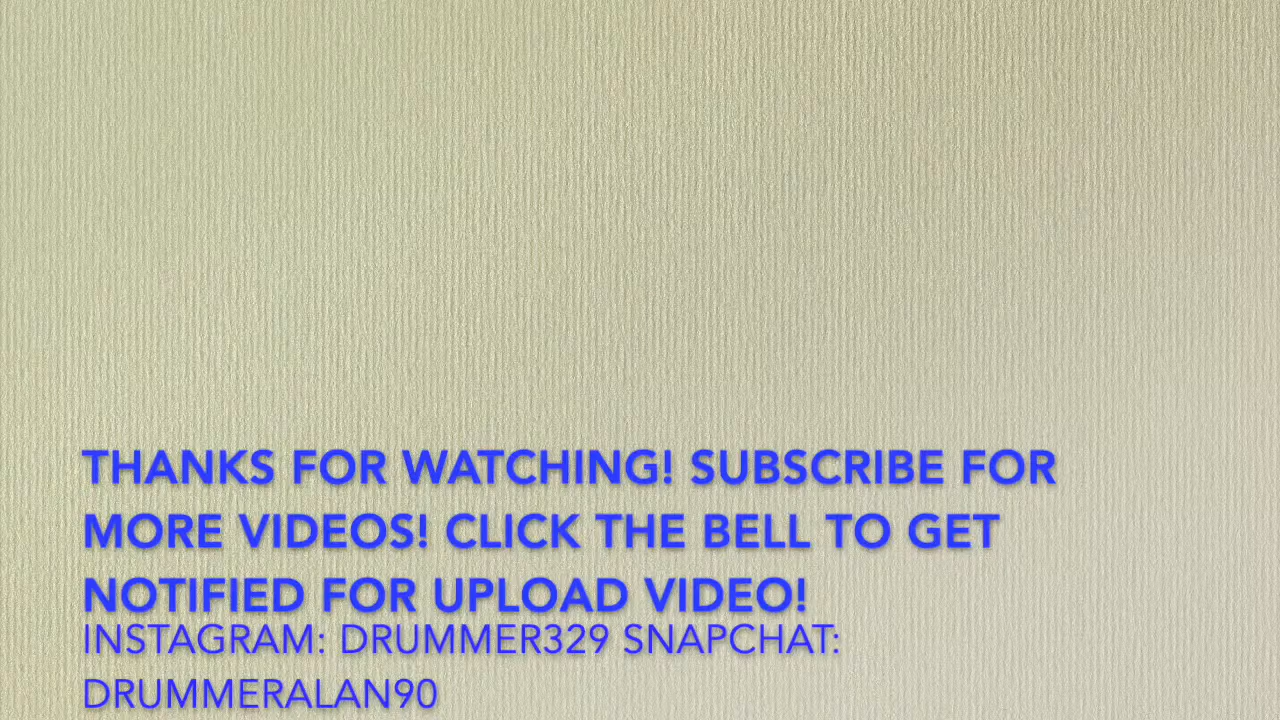 THANKS FOR WATCHING! SUBSCRIBE FOR
MORE VIDEOS! CLICK THE BELL TO GET
NOTIFIED FOR UPLOAD VIDEO!
INSTAGRAM: DRUMMER329 SNAPCHAT:
DRUMMERALAN90